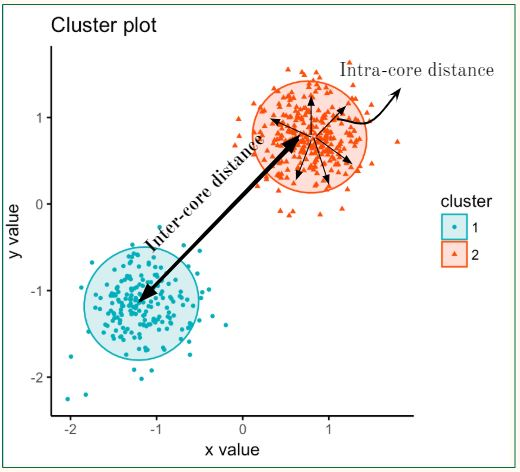 Cluster plot
Intra-core distance
Inter-core distance
y value
1
0
-1
-2
-2
-1
0
1
x value
cluster
1
2